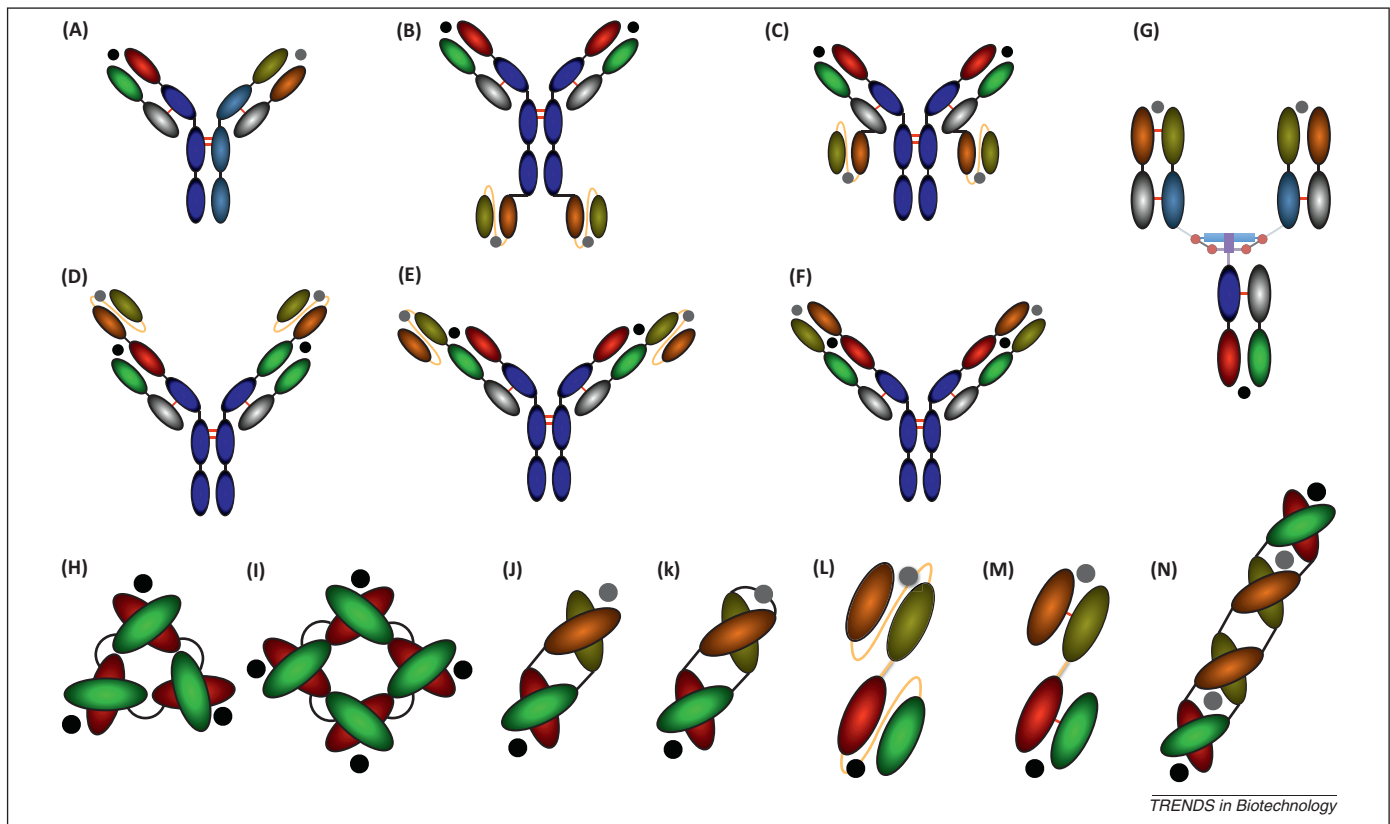 (A)
(B)
(C)
(G)
(D)
(E)
(F)
(H)
(I)
(J)
(k)
(L)
(M)
(N)
TRENDS in Biotechnology